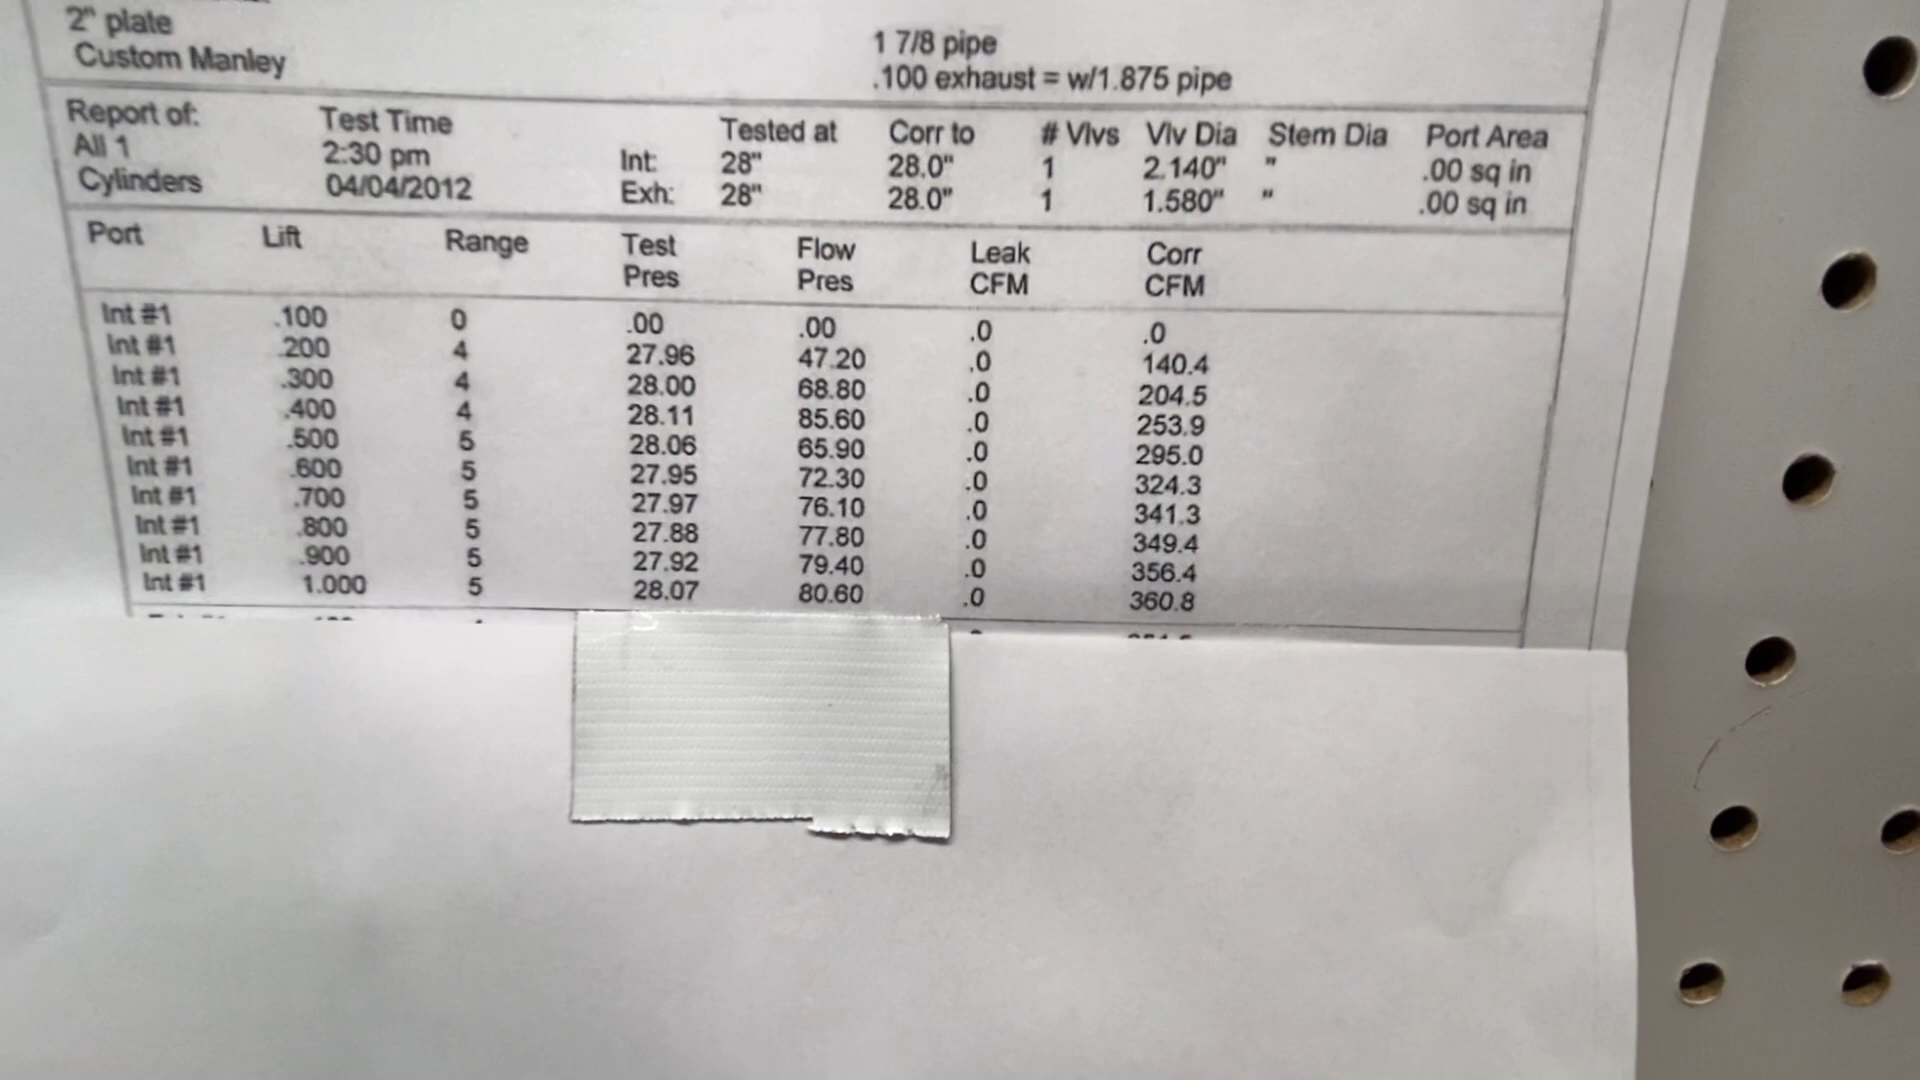 2" plate
Custom Manley
1 7/8 pipe
.100 exhaust = w/1.875 pipe
Report of: Test Time Tested at Corr to # Vlvs Vlv Dia Stem Dia Port Area
All 1 2:30 pm Int: 28" 28.0" 1 2.140" " .00 sq in
Cylinders 04/04/2012 Exh: 28" 28.0" 1 1.580" " .00 sq in
Port Lift Range Test Pres Flow Pres Leak CFM Corr CFM
Int #1 .100 0 .00 .00 .0 .0
Int #1 .200 4 27.96 47.20 .0 140.4
Int #1 .300 4 28.00 68.80 .0 204.5
Int #1 .400 4 28.11 85.60 .0 253.9
Int #1 .500 5 28.06 65.90 .0 295.0
Int #1 .600 5 27.95 72.30 .0 324.3
Int #1 .700 5 27.97 76.10 .0 341.3
Int #1 .800 5 27.88 77.80 .0 349.4
Int #1 .900 5 27.92 79.40 .0 356.4
Int #1 1.000 5 28.07 80.60 .0 360.8